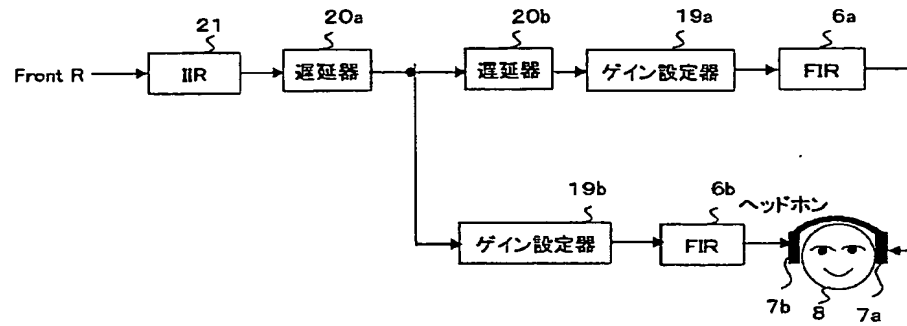 21
20a
20b
19a
6a
Front R
IIR
遅延器
遅延器
ゲイン設定器
FIR
19b
6b
ヘッドホン
ゲイン設定器
FIR
7b
8
7a